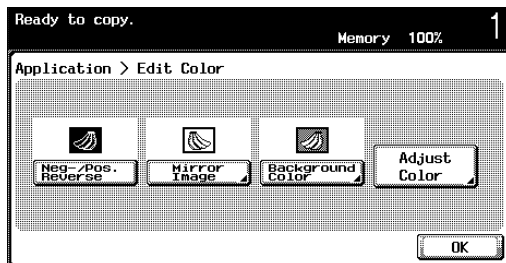 Ready to copy.
Memory 100% 1
Application > Edit Color
Neg-/Pos.
Reverse
Mirror
Image
Background
Color
Adjust
Color
OK